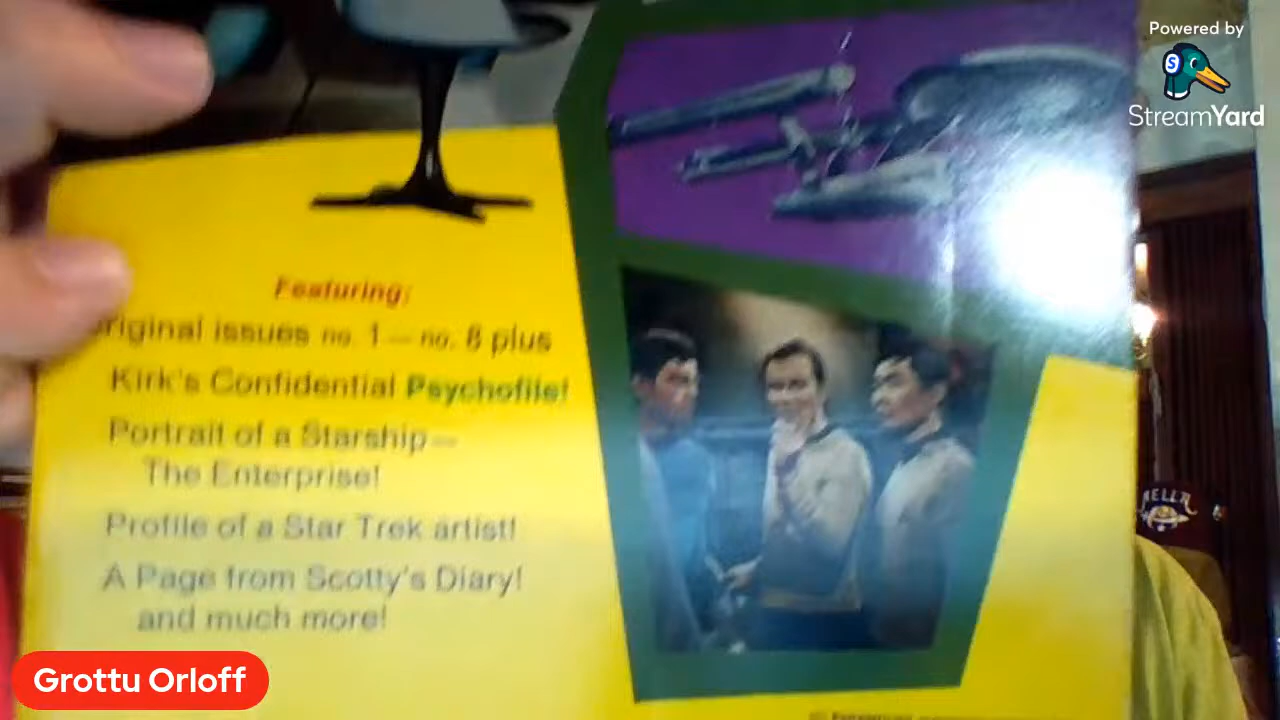 Powered by
StreamYard
Featuring:
Original issues no. 1 — no. 8 plus
Kirk's Confidential Psychofile!
Portrait of a Starship—
The Enterprise!
Profile of a Star Trek artist!
A Page from Scotty's Diary!
and much more!
Grottu Orloff